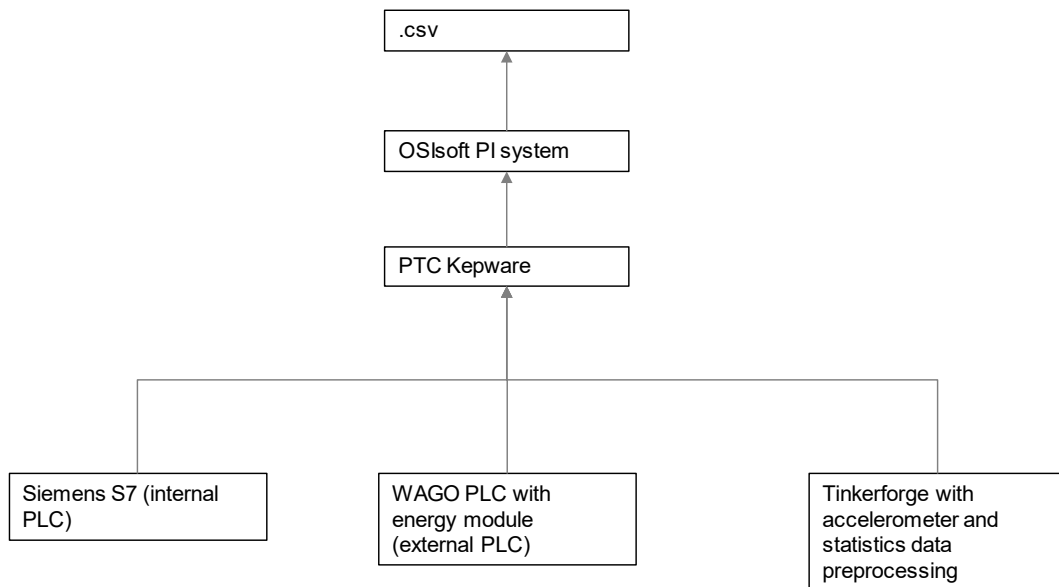 .csv
OSIsoft PI system
PTC Kepware
Siemens S7 (internal
PLC)
WAGO PLC with
energy module
(external PLC)
Tinkerforge with
accelerometer and
statistics data
preprocessing